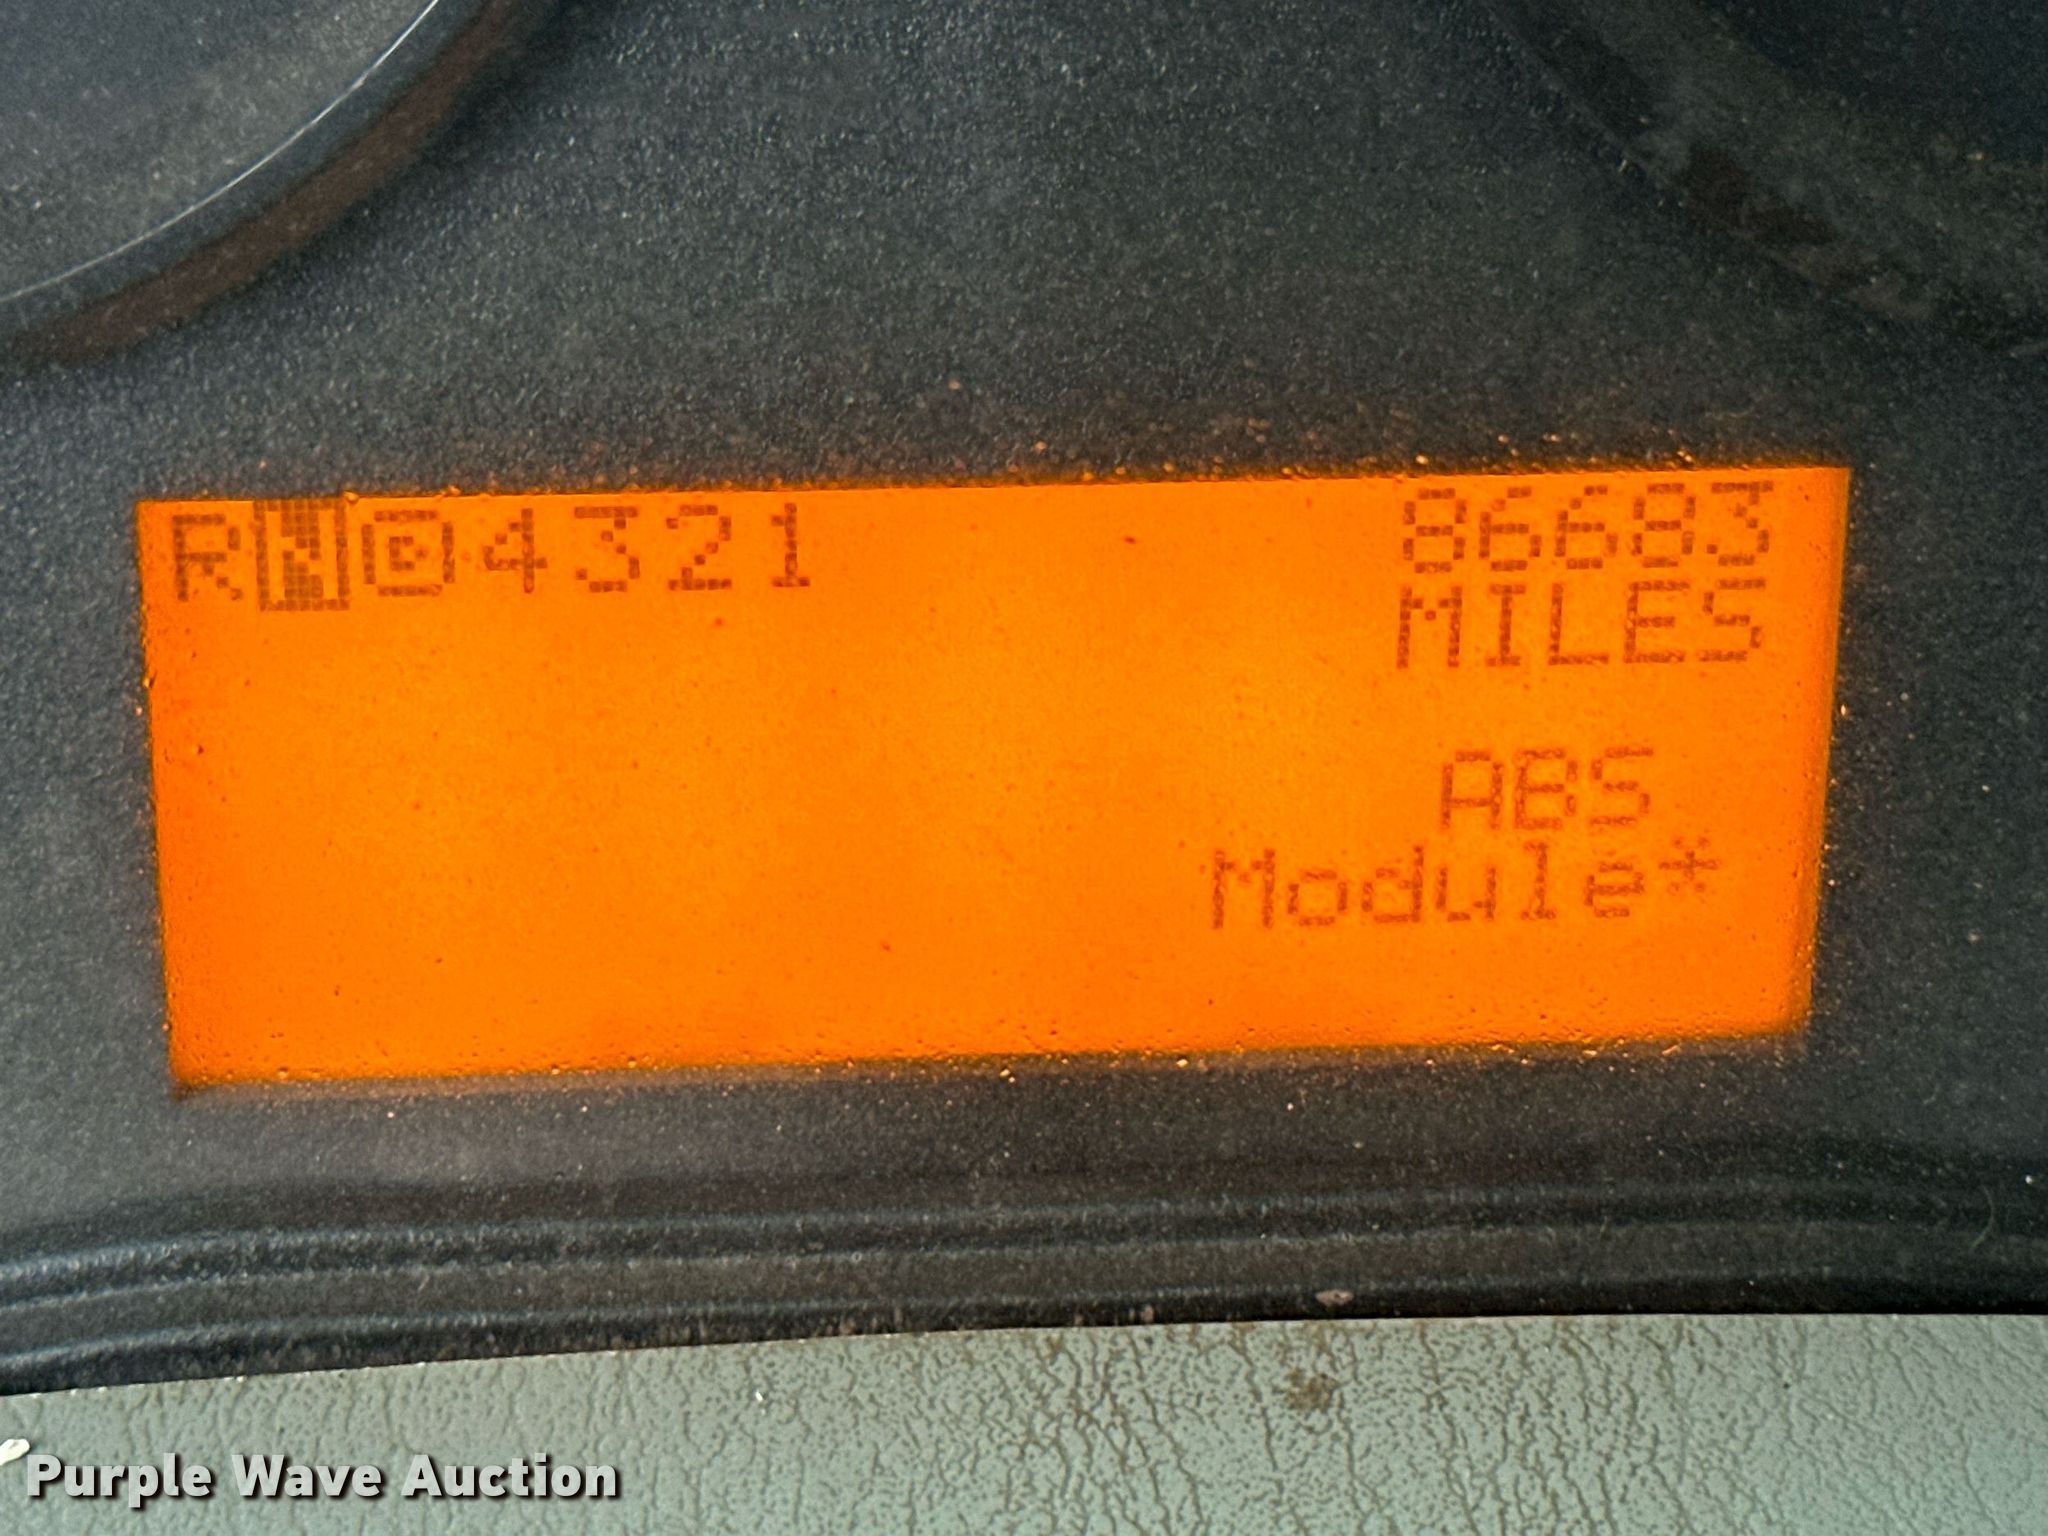 RNⒹ4321
86683
MILES
ABS
Module*
Purple Wave Auction